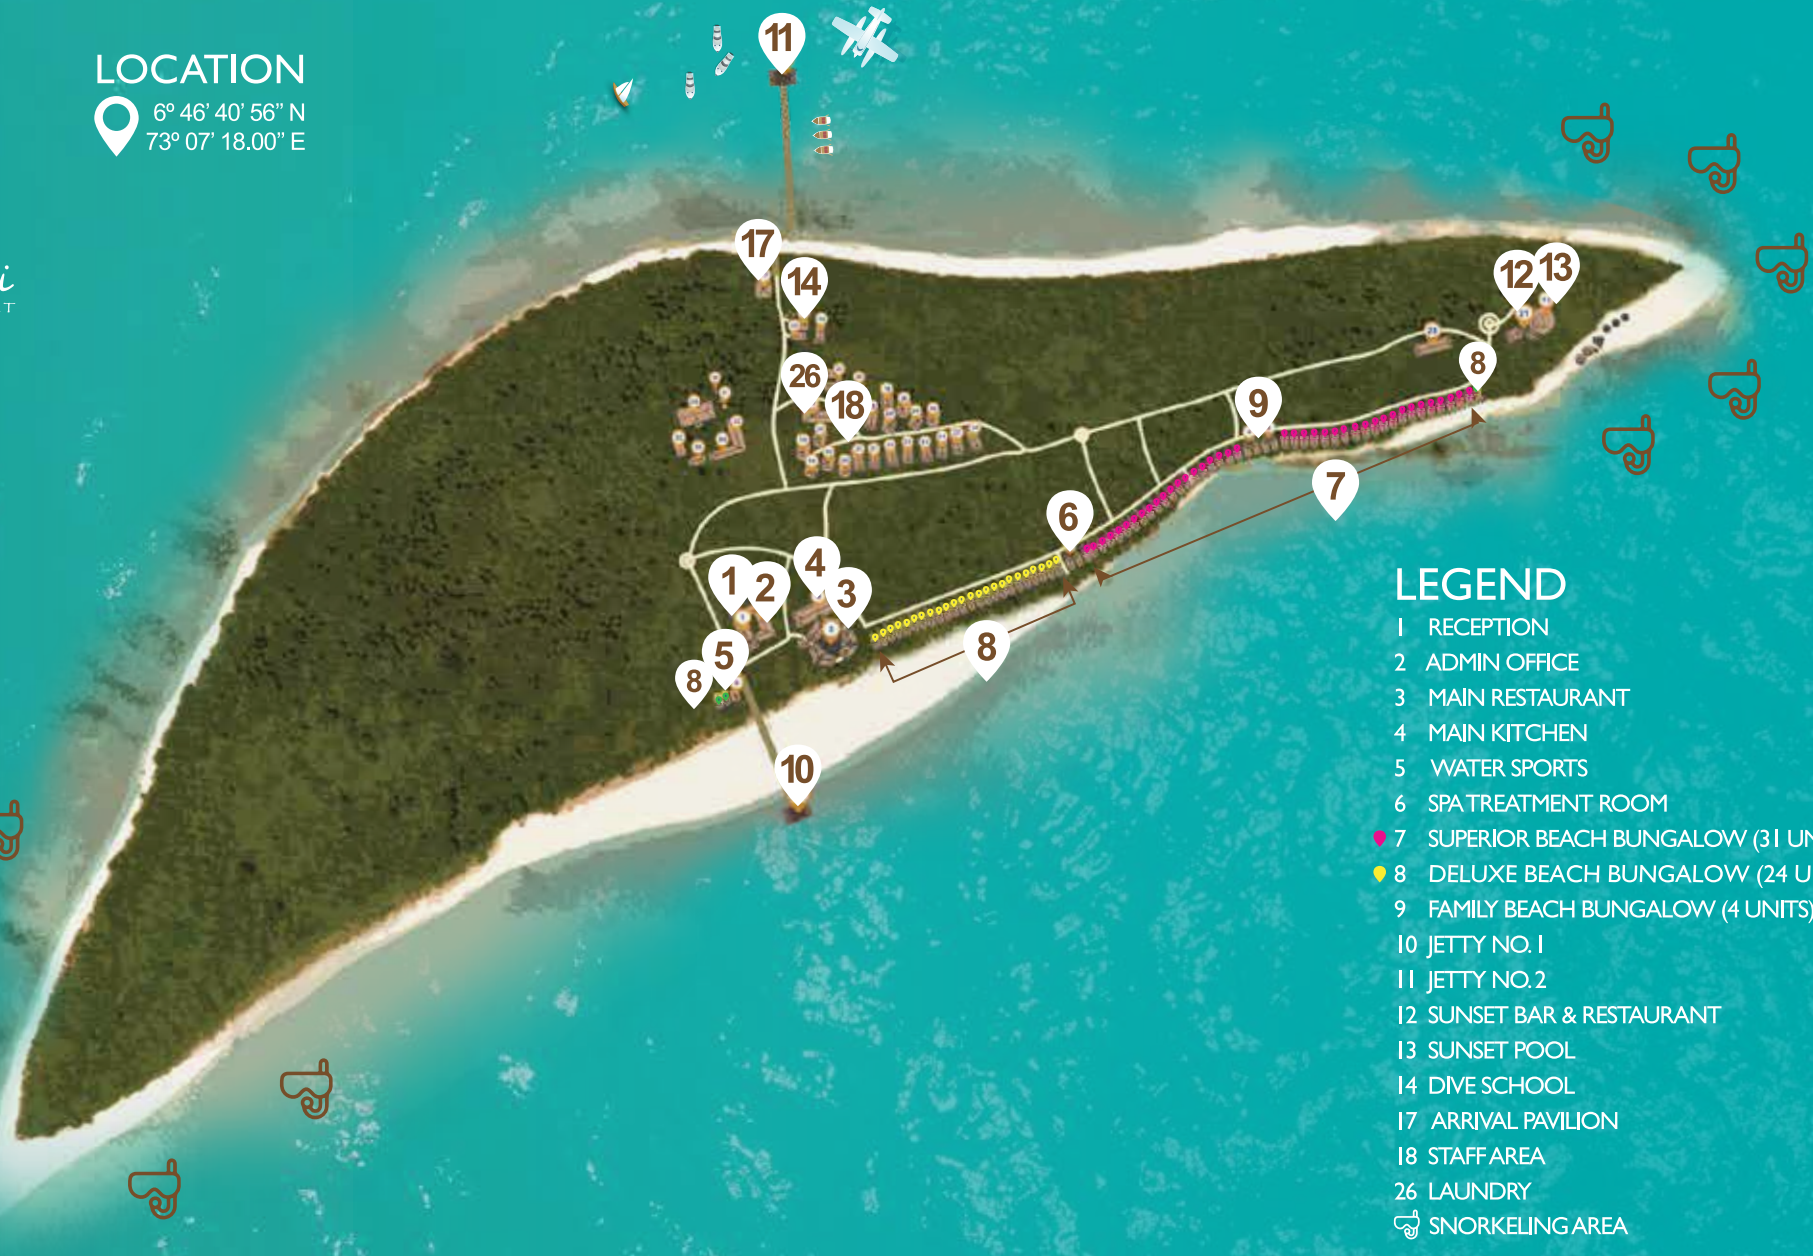 LOCATION
6º 46’ 40’ 56” N
73º 07’ 18.00” E
i
T
11
17
14
12
13
26
18
8
9
7
6
4
1
2
3
5
8
8
10
LEGEND
1 RECEPTION
2 ADMIN OFFICE
3 MAIN RESTAURANT
4 MAIN KITCHEN
5 WATER SPORTS
6 SPA TREATMENT ROOM
7 SUPERIOR BEACH BUNGALOW (31 UN
8 DELUXE BEACH BUNGALOW (24 U
9 FAMILY BEACH BUNGALOW (4 UNITS)
10 JETTY NO.1
11 JETTY NO.2
12 SUNSET BAR & RESTAURANT
13 SUNSET POOL
14 DIVE SCHOOL
17 ARRIVAL PAVILION
18 STAFF AREA
26 LAUNDRY
SNORKELING AREA